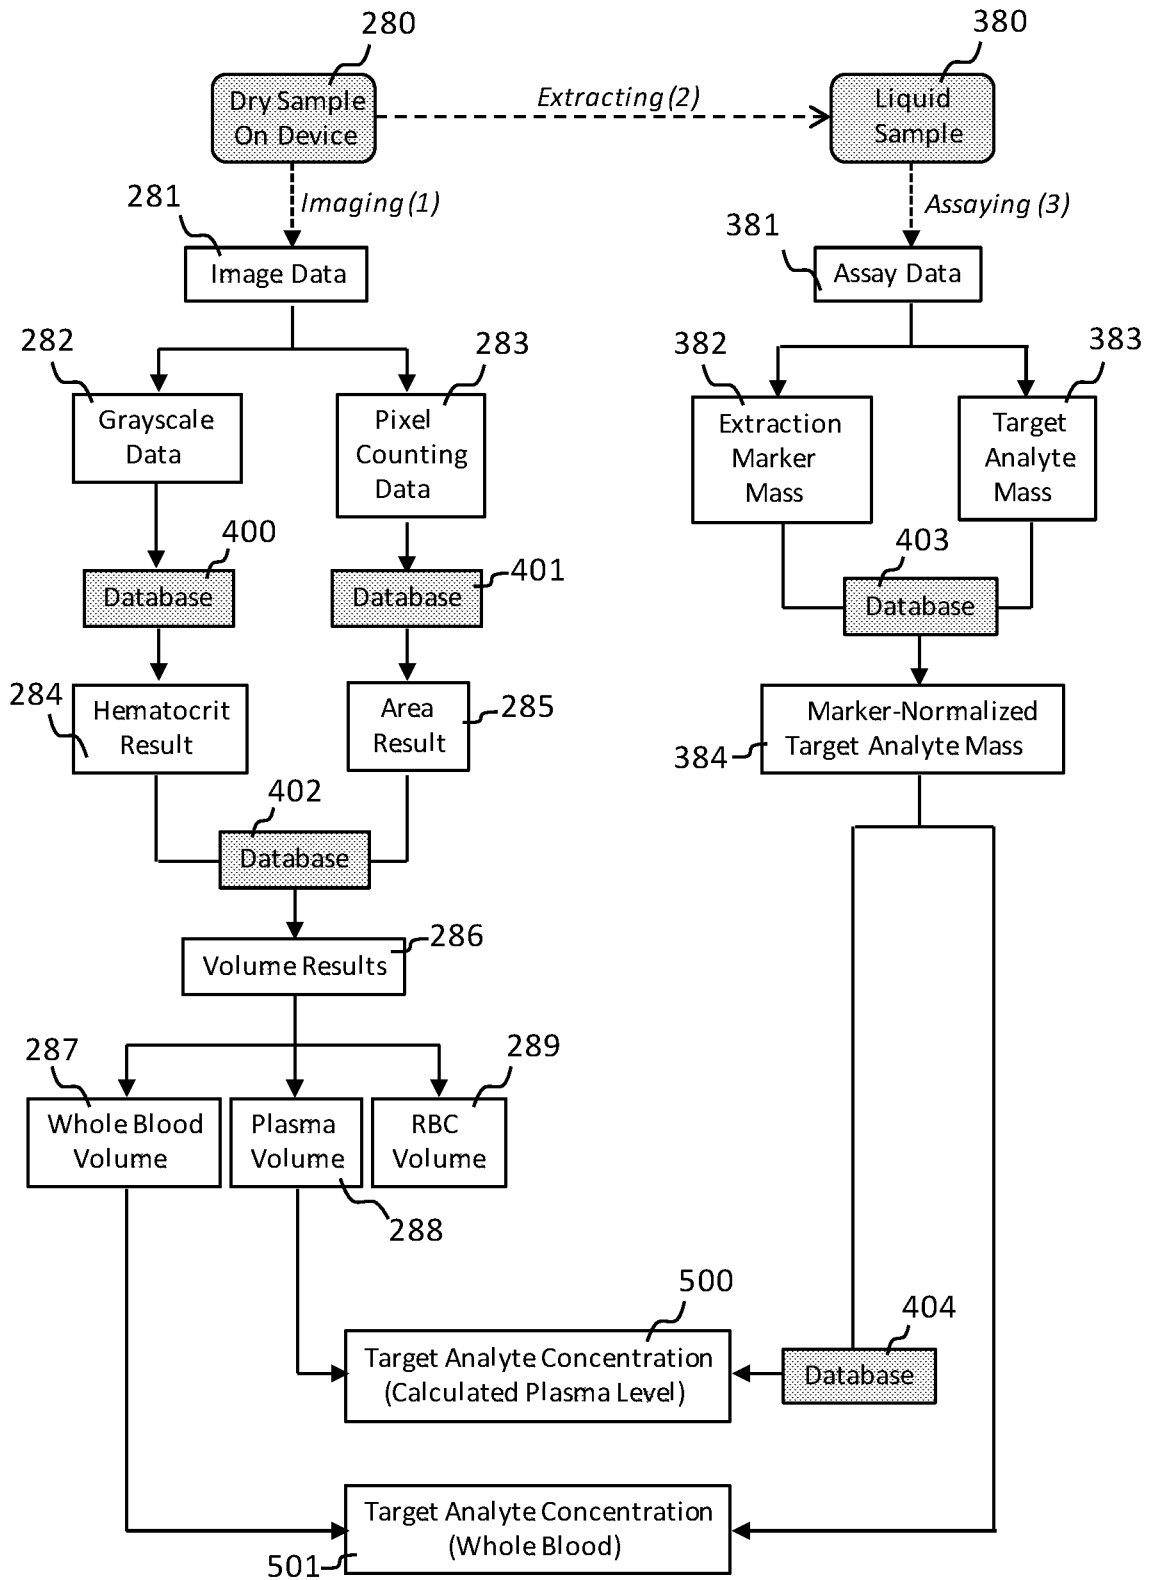 280
380
Dry Sample
On Device
Extracting (2)
Liquid
Sample
281
Imaging (1)
381
Assaying (3)
Image Data
Assay Data
282
283
382
383
Grayscale
Data
Pixel
Counting
Data
Extraction
Marker
Mass
Target
Analyte
Mass
400
401
403
Database
Database
Database
284
Hematocrit
Result
Area
Result
285
Marker-Normalized
Target Analyte Mass
384
402
Database
286
Volume Results
287
289
Whole Blood
Volume
Plasma
Volume
RBC
Volume
288
500
404
Target Analyte Concentration
(Calculated Plasma Level)
Database
Target Analyte Concentration
(Whole Blood)
501